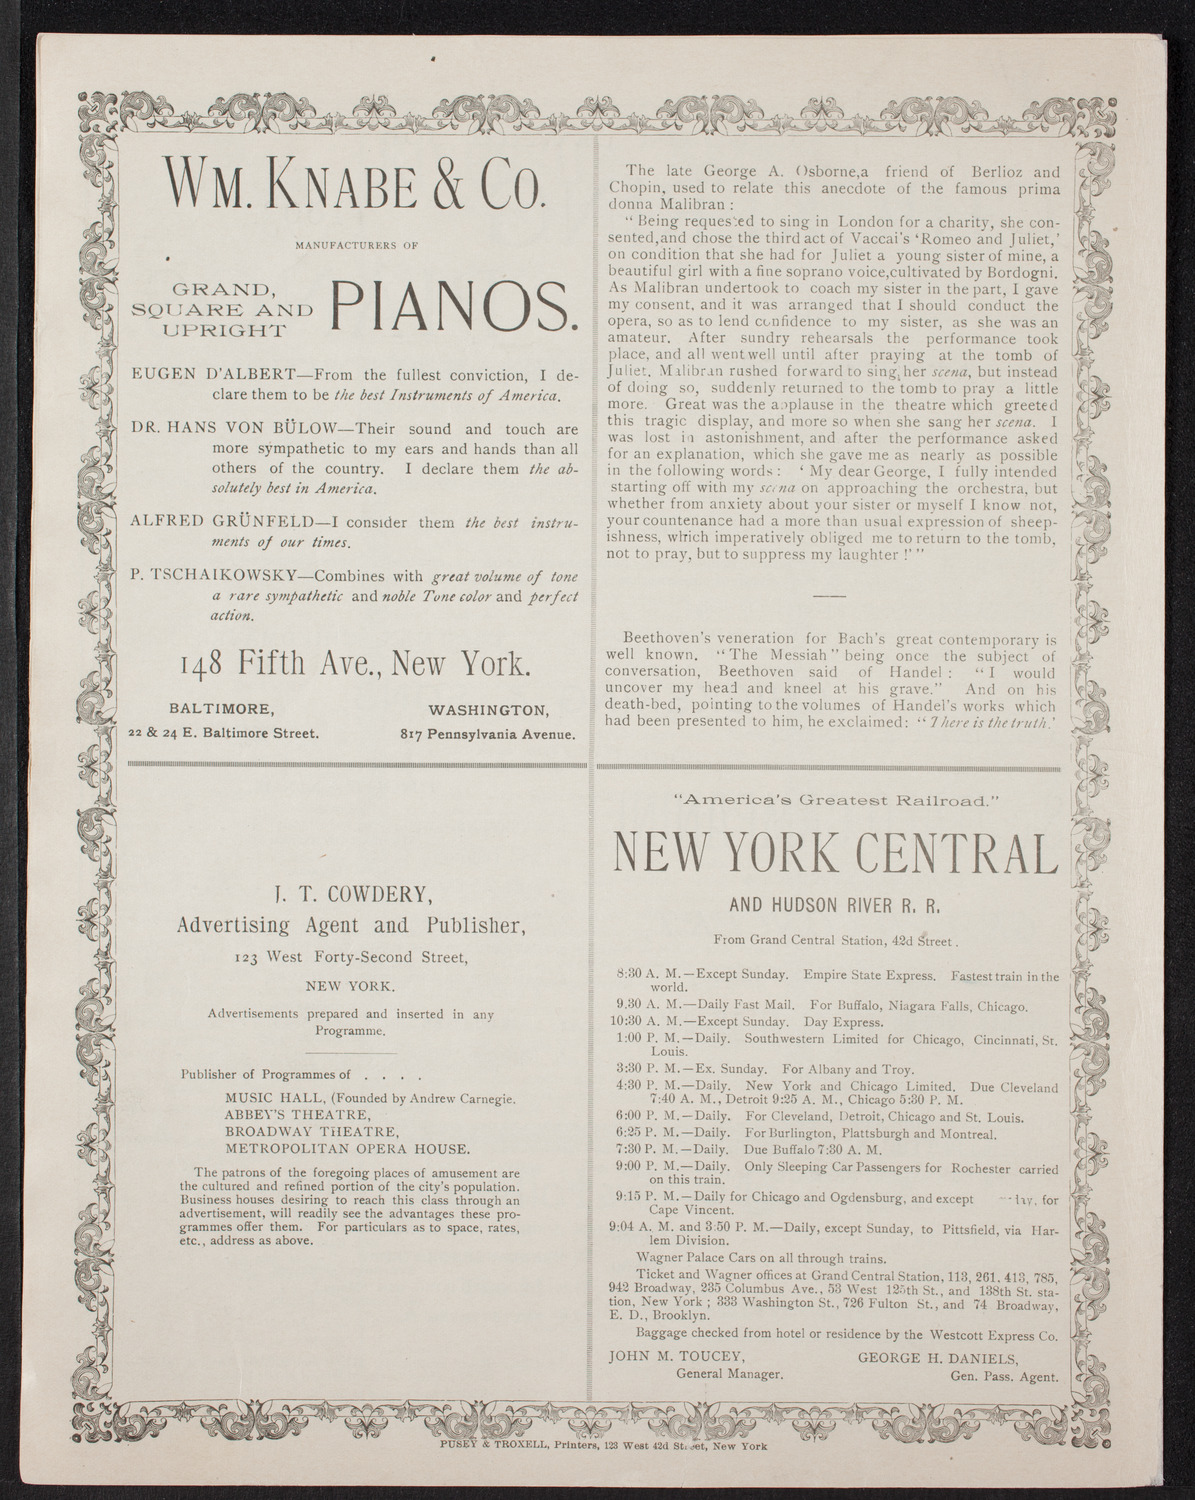 WM. KNABE & CO.
MANUFACTURERS OF
GRAND,
SQUARE AND
UPRIGHT
PIANOS.
EUGEN D'ALBERT—From the fullest conviction, I de-
clare them to be the best Instruments of America.
DR. HANS VON BÜLOW—Their sound and touch are
more sympathetic to my ears and hands than all
others of the country. I declare them the ab-
solutely best in America.
ALFRED GRÜNFELD—I consider them the best instru-
ments of our times.
P. TSCHAIKOWSKY—Combines with great volume of tone
a rare sympathetic and noble Tone color and perfect
action.
148 Fifth Ave., New York.
BALTIMORE,
22 & 24 E. Baltimore Street.
WASHINGTON,
817 Pennsylvania Avenue.
J. T. COWDERY,
Advertising Agent and Publisher,
123 West Forty-Second Street,
NEW YORK.
Advertisements prepared and inserted in any
Programme.
Publisher of Programmes of . . . .
MUSIC HALL, (Founded by Andrew Carnegie.
ABBEY'S THEATRE,
BROADWAY THEATRE,
METROPOLITAN OPERA HOUSE.
The patrons of the foregoing places of amusement are
the cultured and refined portion of the city's population.
Business houses desiring to reach this class through an
advertisement, will readily see the advantages these pro-
grammes offer them. For particulars as to space, rates,
etc., address as above.
The late George A. Osborne,a friend of Berlioz and
Chopin, used to relate this anecdote of the famous prima
donna Malibran :
" Being requested to sing in London for a charity, she con-
sented,and chose the third act of Vaccai's 'Romeo and Juliet,'
on condition that she had for Juliet a young sister of mine, a
beautiful girl with a fine soprano voice,cultivated by Bordogni.
As Malibran undertook to coach my sister in the part, I gave
my consent, and it was arranged that I should conduct the
opera, so as to lend confidence to my sister, as she was an
amateur. After sundry rehearsals the performance took
place, and all went well until after praying at the tomb of
Juliet, Malibran rushed forward to sing her scena, but instead
of doing so, suddenly returned to the tomb to pray a little
more. Great was the applause in the theatre which greeted
this tragic display, and more so when she sang her scena. I
was lost in astonishment, and after the performance asked
for an explanation, which she gave me as nearly as possible
in the following words : ' My dear George, I fully intended
starting off with my scena on approaching the orchestra, but
whether from anxiety about your sister or myself I know not,
your countenance had a more than usual expression of sheep-
ishness, which imperatively obliged me to return to the tomb,
not to pray, but to suppress my laughter !' "
Beethoven's veneration for Bach's great contemporary is
well known. "The Messiah" being once the subject of
conversation, Beethoven said of Handel : "I would
uncover my head and kneel at his grave." And on his
death-bed, pointing to the volumes of Handel's works which
had been presented to him, he exclaimed: "There is the truth.'
"America's Greatest Railroad."
NEW YORK CENTRAL
AND HUDSON RIVER R. R.
From Grand Central Station, 42d Street.
8:30 A. M.—Except Sunday. Empire State Express. Fastest train in the
world.
9.30 A. M.—Daily Fast Mail. For Buffalo, Niagara Falls, Chicago.
10:30 A. M.—Except Sunday. Day Express.
1:00 P. M.—Daily. Southwestern Limited for Chicago, Cincinnati, St.
Louis.
3:30 P. M.—Ex. Sunday. For Albany and Troy.
4:30 P. M.—Daily. New York and Chicago Limited. Due Cleveland
7:40 A. M., Detroit 9:25 A. M., Chicago 5:30 P. M.
6:00 P. M.—Daily. For Cleveland, Detroit, Chicago and St. Louis.
6:25 P. M.—Daily. For Burlington, Plattsburgh and Montreal.
7:30 P. M.—Daily. Due Buffalo 7:30 A. M.
9:00 P. M.—Daily. Only Sleeping Car Passengers for Rochester carried
on this train.
9:15 P. M.—Daily for Chicago and Ogdensburg, and except for
Cape Vincent.
9:04 A. M. and 3:50 P. M.—Daily, except Sunday, to Pittsfield, via Har-
lem Division.
Wagner Palace Cars on all through trains.
Ticket and Wagner offices at Grand Central Station, 113, 261, 413, 785,
942 Broadway, 235 Columbus Ave., 53 West 125th St., and 138th St. sta-
tion, New York ; 333 Washington St., 726 Fulton St., and 74 Broadway,
E. D., Brooklyn.
Baggage checked from hotel or residence by the Westcott Express Co.
JOHN M. TOUCEY,
General Manager.
GEORGE H. DANIELS,
Gen. Pass. Agent.
PUSEY & TROXELL, Printers, 123 West 42d Street, New York